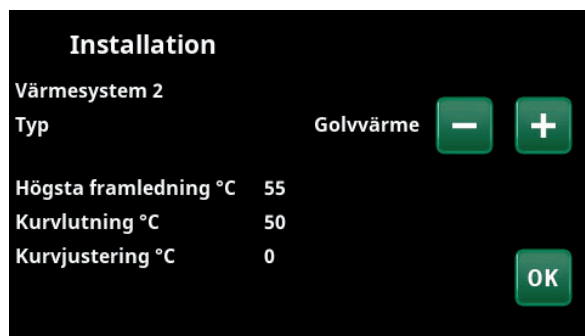 Installation
Värmesystem 2
Typ Golvvärme − +
Högsta framledning °C 55
Kurvlutning °C 50
Kurvjustering °C 0
OK